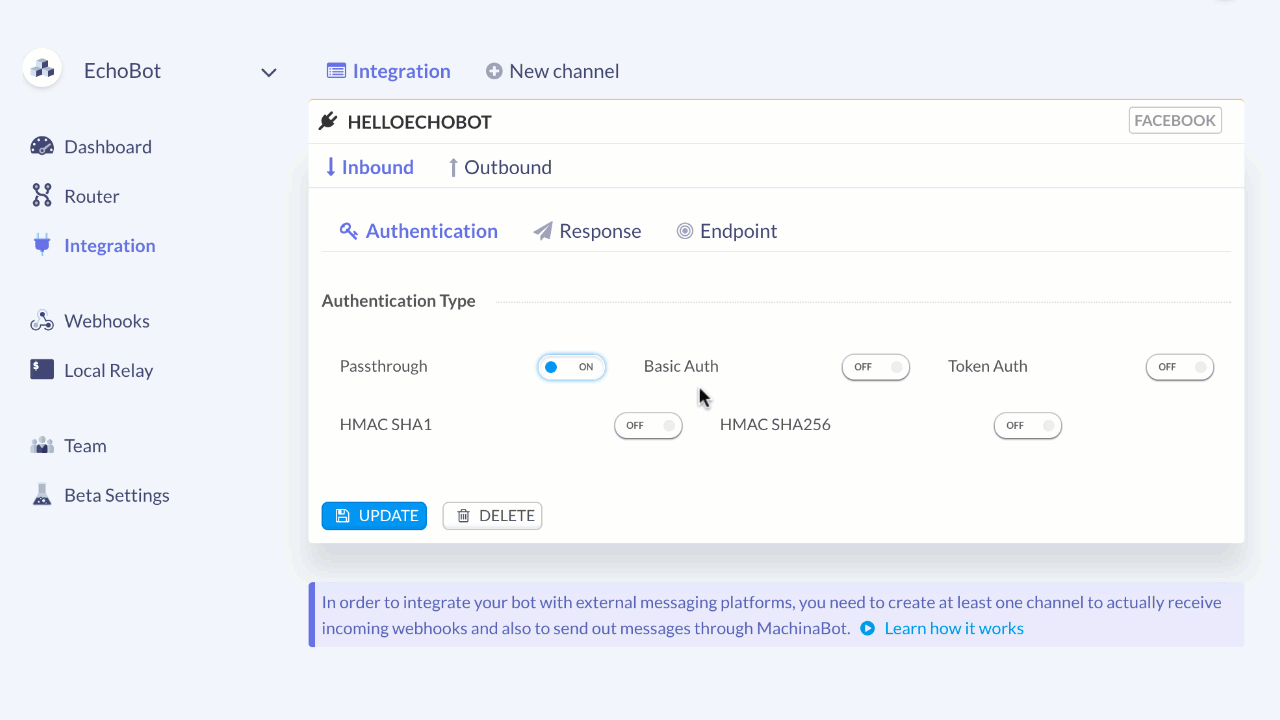 EchoBot
Integration New channel
HELLOECHOBOT FACEBOOK
Dashboard
Inbound Outbound
Router
Authentication Response Endpoint
Integration
Authentication Type
Webhooks
Passthrough ON Basic Auth OFF Token Auth OFF
Local Relay
HMAC SHA1 OFF HMAC SHA256 OFF
Team
Beta Settings
UPDATE DELETE
In order to integrate your bot with external messaging platforms, you need to create at least one channel to actually receive
incoming webhooks and also to send out messages through MachinaBot. Learn how it works